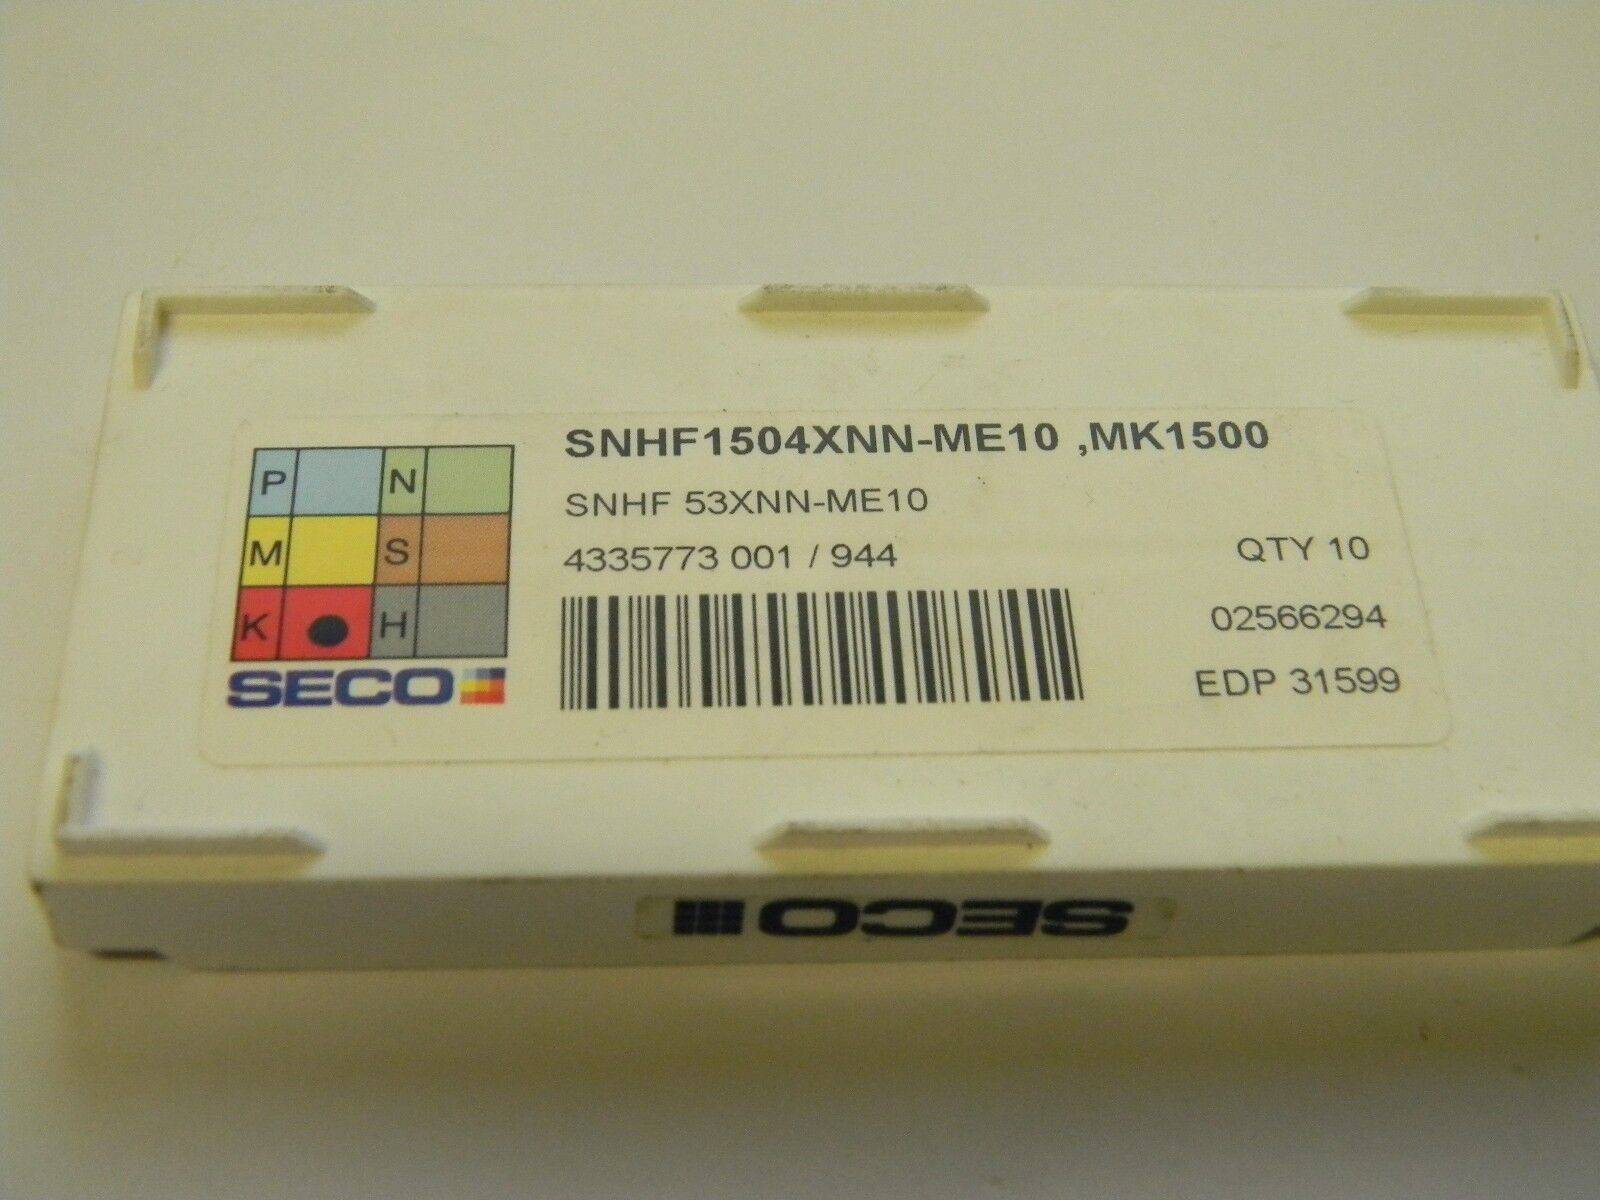 SNHF1504XNN-ME10 ,MK1500
SNHF 53XNN-ME10
4335773 001 / 944
QTY 10
02566294
EDP 31599
P N
M S
K H
SECO
SECO